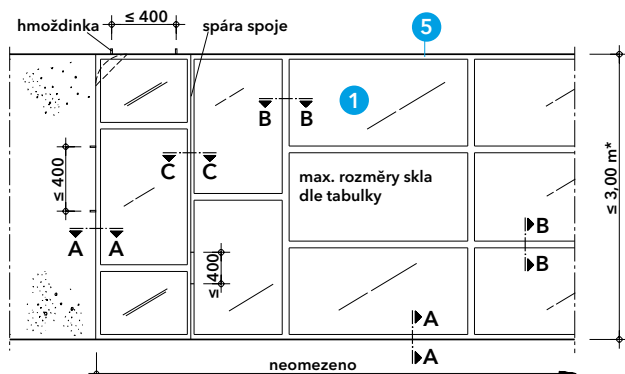 ≤ 400
hmoždinka
spára spoje
5
1
B B
C C
max. rozměry skla
dle tabulky
≤ 400
≤ 3,00 m*
A A
B
B
≤ 400
A
A
neomezeno